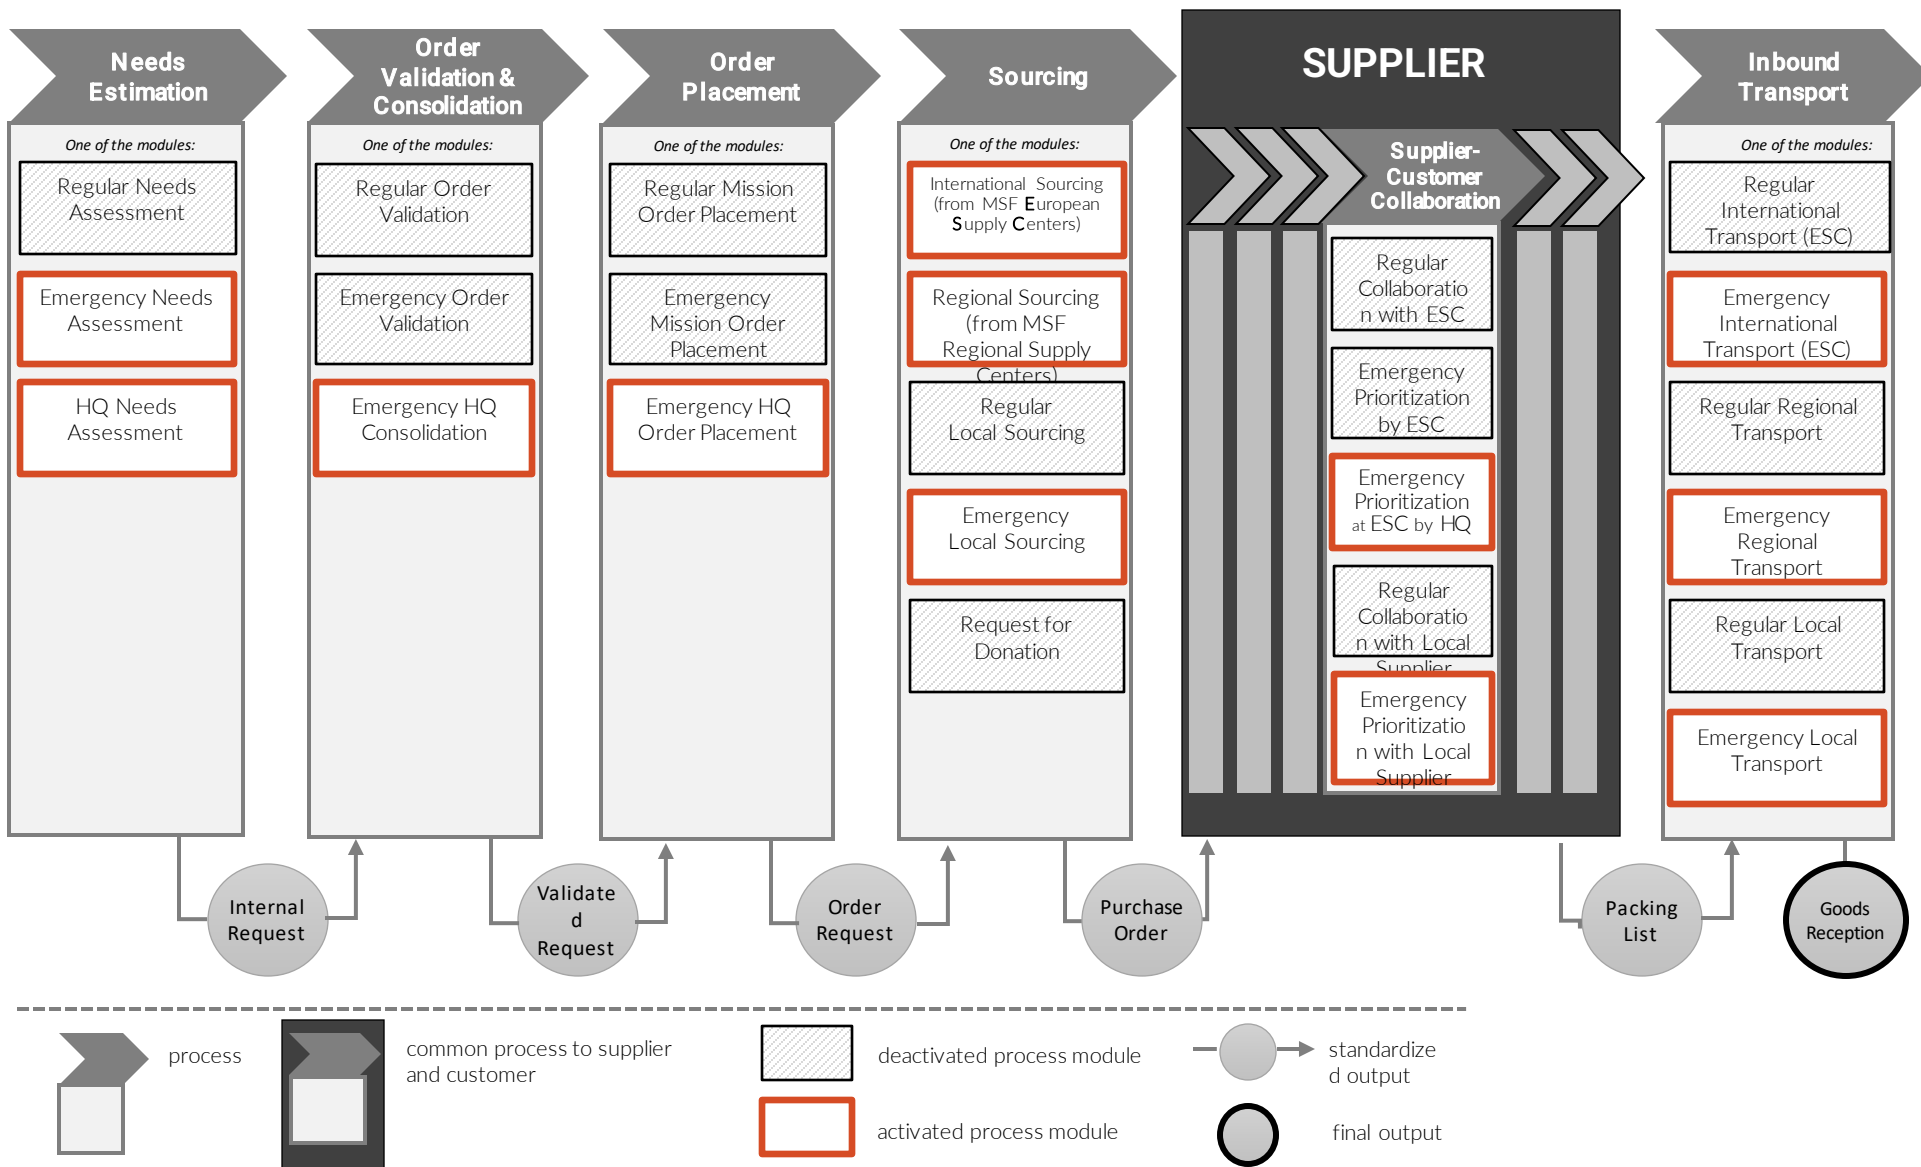 Needs
Estimation
One of the modules:
Regular Needs
Assessment
Emergency Needs
Assessment
HQ Needs
Assessment
Order
Validation &
Consolidation
One of the modules:
Regular Order
Validation
Emergency Order
Validation
Emergency HQ
Consolidation
Order
Placement
One of the modules:
Regular Mission
Order Placement
Emergency
Mission Order
Placement
Emergency HQ
Order Placement
Sourcing
One of the modules:
International Sourcing
(from MSF European
Supply Centers)
Regional Sourcing
(from MSF
Regional Supply
Centers)
Regular
Local Sourcing
Emergency
Local Sourcing
Request for
Donation
SUPPLIER
Supplier-
Customer
Collaboration
Regular
Collaboratio
n with ESC
Emergency
Prioritization
by ESC
Emergency
Prioritization
at ESC by HQ
Regular
Collaboratio
n with Local
Supplier
Emergency
Prioritizatio
n with Local
Supplier
Inbound
Transport
One of the modules:
Regular
International
Transport (ESC)
Emergency
International
Transport (ESC)
Regular Regional
Transport
Emergency
Regional
Transport
Regular Local
Transport
Emergency Local
Transport
Internal
Request
Validate
d
Request
Order
Request
Purchase
Order
Packing
List
Goods
Reception
process
common process to supplier
and customer
deactivated process module
activated process module
standardize
d output
final output